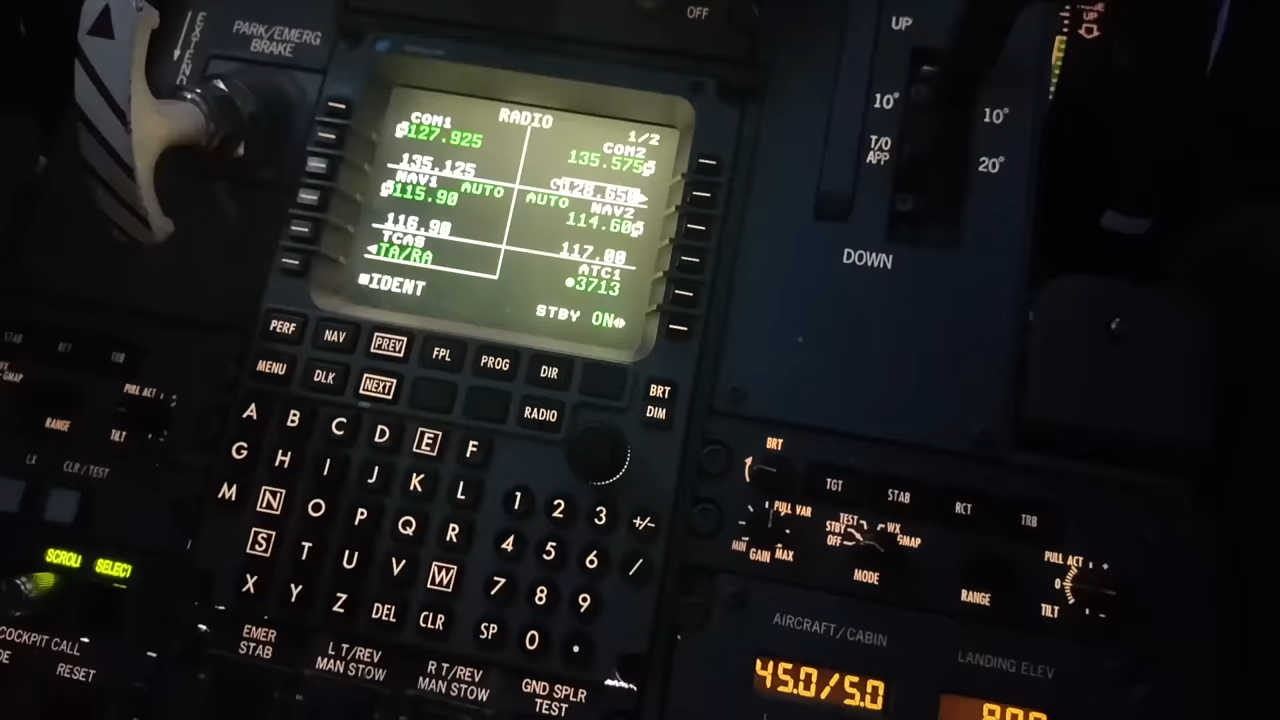 OFF
UP
PARK/EMERG
BRAKE
RADIO
1/2
COM1
127.925
COM2
135.575
135.125
128.650
NAV1
AUTO
115.90
AUTO
NAV2
114.60
116.90
117.00
TCAS
TA/RA
ATC1
3713
IDENT
STBY ON
UP
10°
10°
T/O
APP
20°
DOWN
PERF NAV PREV FPL PROG DIR
MENU DLK NEXT RADIO
BRT
DIM
A B C D E F
G H I J K L
M N O P Q R
S T U V W
X Y Z DEL CLR SP
1 2 3 +/-
4 5 6 /
7 8 9
0 .
PULL ACT
RANGE
TILT
CLR/TEST
SCROLL SELECT
COCKPIT CALL
RESET
EMER
STAB
L T/REV
MAN STOW
R T/REV
MAN STOW
GND SPLR
TEST
BRT
TGT STAB RCT TRB
PULL VAR
MIN GAIN MAX
TEST
STBY
OFF
WX
GMAP
MODE
RANGE
PULL ACT
0
+
-
TILT
AIRCRAFT/CABIN
45.0/5.0
LANDING ELEV